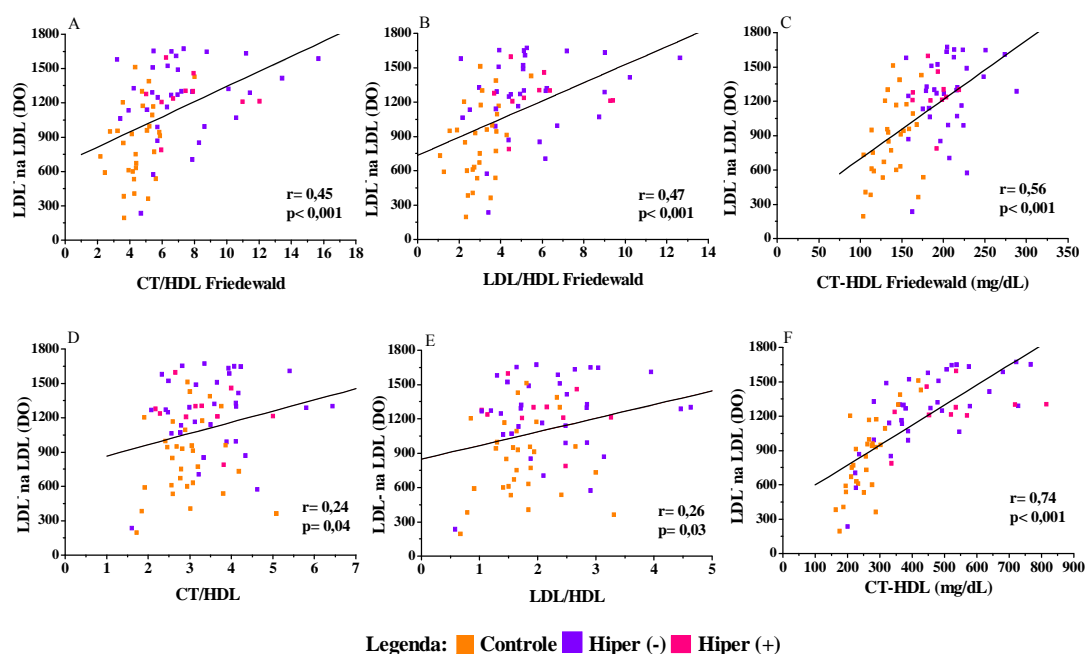 A
LDL⁻ na LDL (DO)
1800
1500
1200
900
600
300
0
0 2 4 6 8 10 12 14 16 18
CT/HDL Friedewald
r= 0,45
p< 0,001
B
LDL⁻ na LDL (DO)
1800
1500
1200
900
600
300
0
0 2 4 6 8 10 12 14
LDL/HDL Friedewald
r= 0,47
p< 0,001
C
LDL⁻ na LDL (DO)
1800
1500
1200
900
600
300
0
0 50 100 150 200 250 300 350
CT-HDL Friedewald (mg/dL)
r= 0,56
p< 0,001
D
LDL⁻ na LDL (DO)
1800
1500
1200
900
600
300
0
0 1 2 3 4 5 6 7
CT/HDL
r= 0,24
p= 0,04
E
LDL- na LDL (DO)
1800
1500
1200
900
600
300
0
0 1 2 3 4 5
LDL/HDL
r= 0,26
p= 0,03
F
LDL⁻ na LDL (DO)
1800
1500
1200
900
600
300
0
0 100 200 300 400 500 600 700 800 900
CT-HDL (mg/dL)
r= 0,74
p< 0,001
Legenda: Controle Hiper (-) Hiper (+)